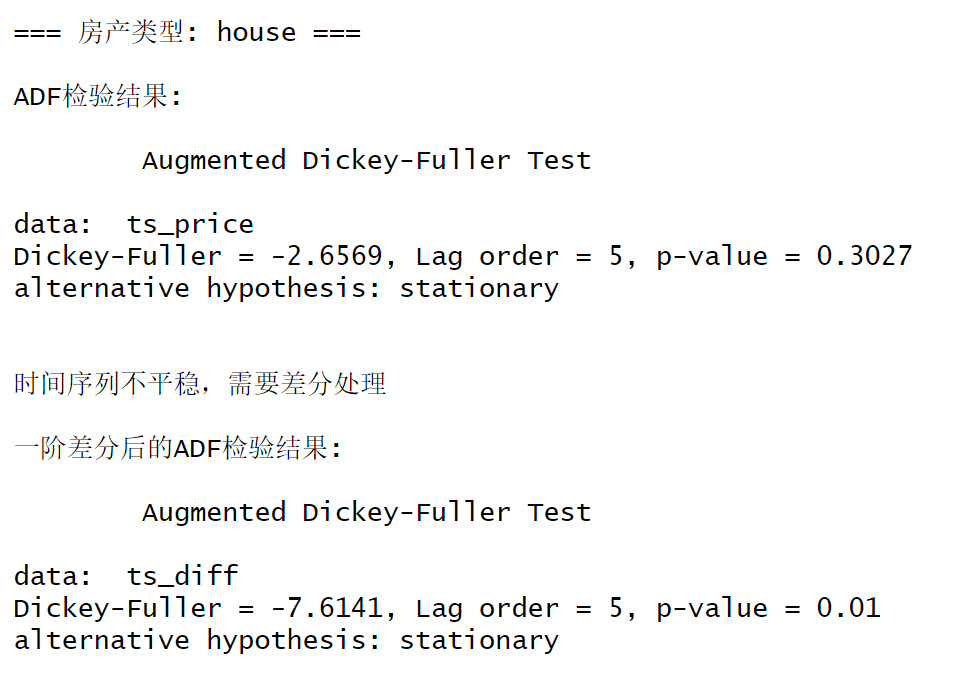 === 房产类型: house ===
ADF检验结果:
Augmented Dickey-Fuller Test
data:  ts_price
Dickey-Fuller = -2.6569, Lag order = 5, p-value = 0.3027
alternative hypothesis: stationary
时间序列不平稳，需要差分处理
一阶差分后的ADF检验结果:
Augmented Dickey-Fuller Test
data:  ts_diff
Dickey-Fuller = -7.6141, Lag order = 5, p-value = 0.01
alternative hypothesis: stationary